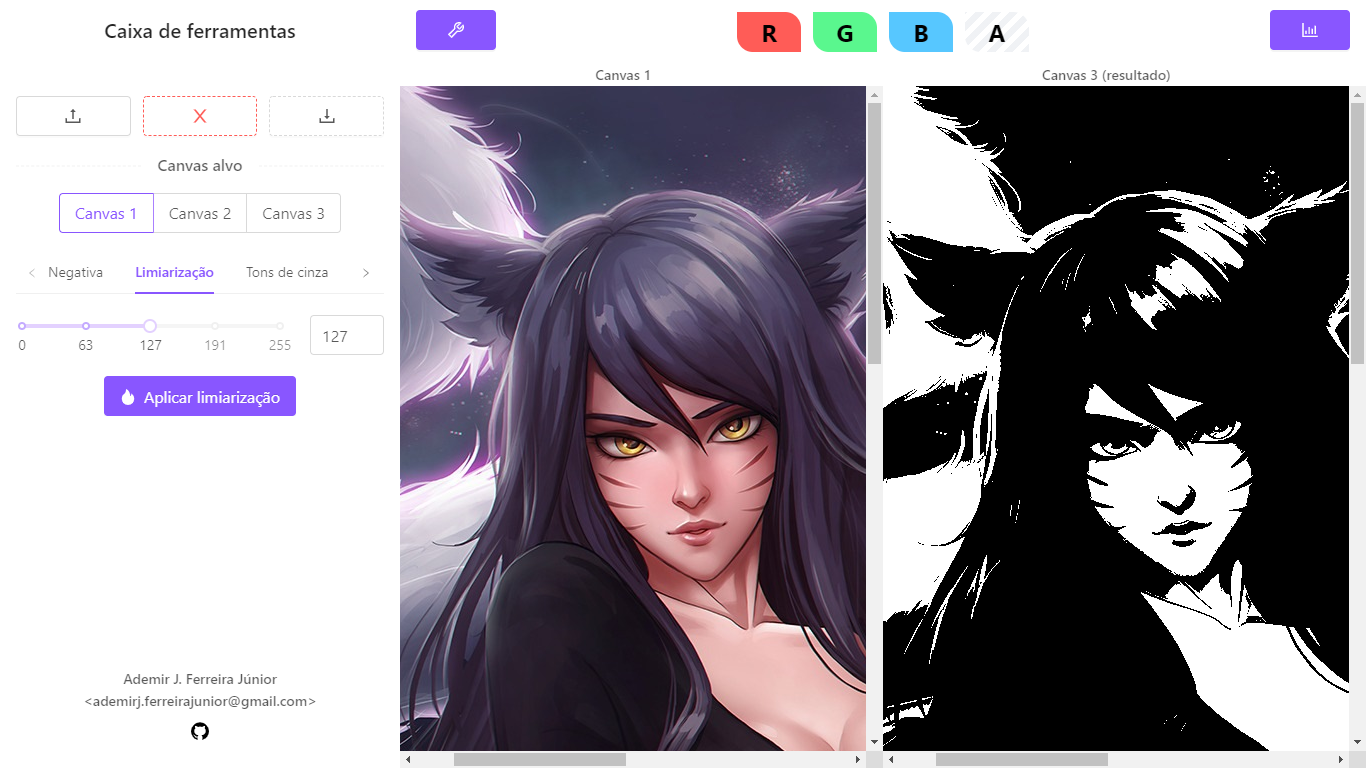 Caixa de ferramentas
R G B A
Canvas 1
Canvas 3 (resultado)
X
Canvas alvo
Canvas 1 Canvas 2 Canvas 3
< Negativa Limiarização Tons de cinza >
0 63 127 191 255
127
Aplicar limiarização
Ademir J. Ferreira Júnior
<ademirj.ferreirajunior@gmail.com>